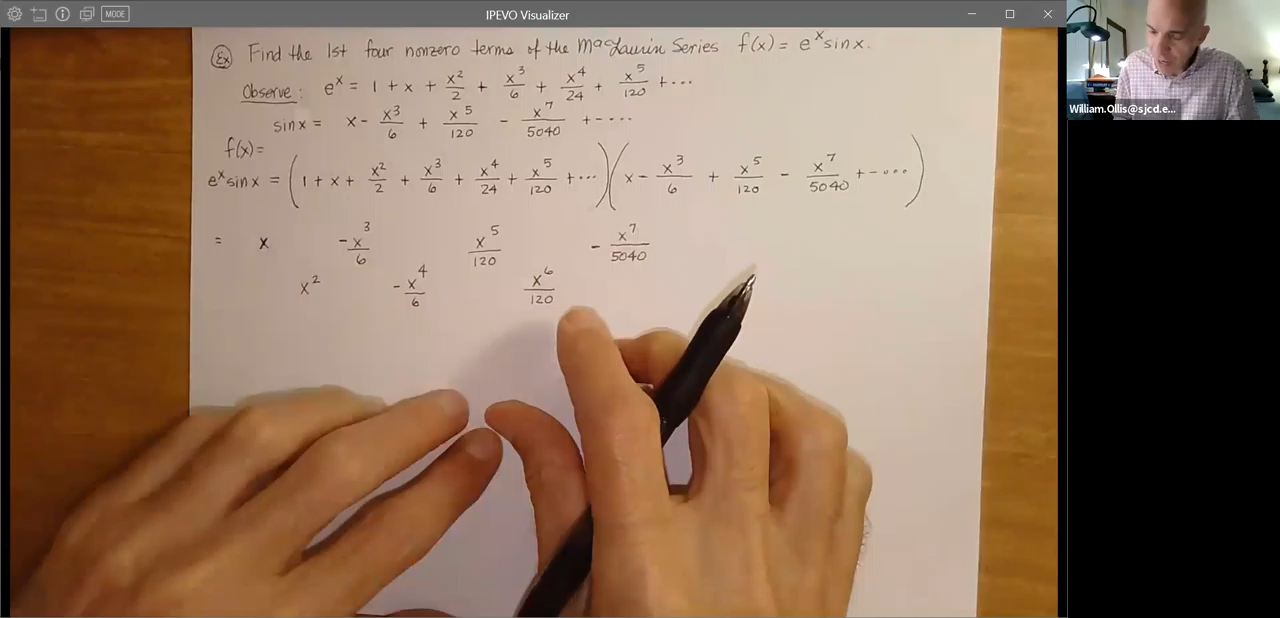 IPEVO Visualizer
MODE
Ex Find the 1st four nonzero terms of the MacLaurin Series f(x) = e^x sin x.
Observe: e^x = 1 + x + x^2/2 + x^3/6 + x^4/24 + x^5/120 + ...
sin x = x - x^3/6 + x^5/120 - x^7/5040 + - ...
f(x) =
e^x sin x = (1 + x + x^2/2 + x^3/6 + x^4/24 + x^5/120 + ...)(x - x^3/6 + x^5/120 - x^7/5040 + - ...)
= x -x^3/6 x^5/120 - x^7/5040
x^2 -x^4/6 x^6/120
William.Ollis@sjcd.e...